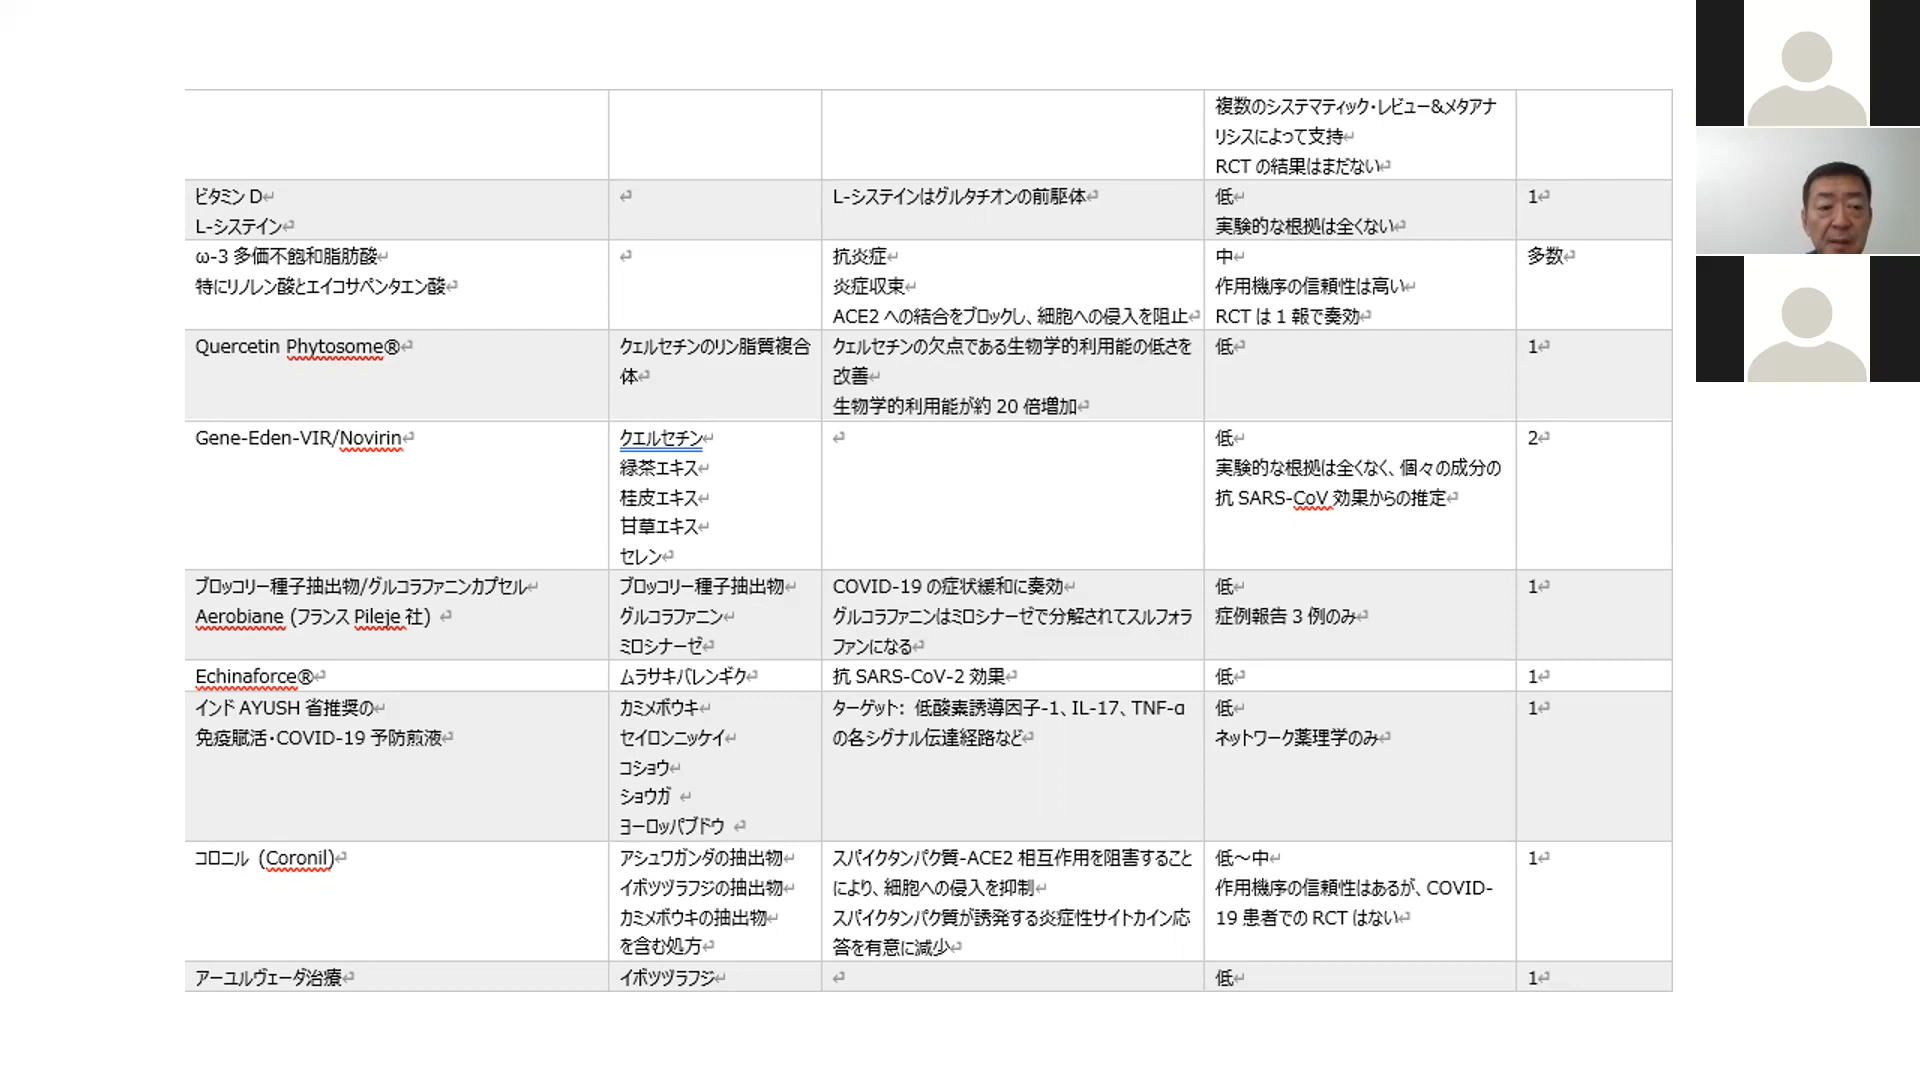 複数のシステマティック・レビュー&メタアナ
リシスによって支持↵
RCT の結果はまだない↵
ビタミン D↵
L-システイン↵
↵
L-システインはグルタチオンの前駆体↵
低↵
実験的な根拠は全くない↵
1↵
ω-3 多価不飽和脂肪酸↵
特にリノレン酸とエイコサペンタエン酸↵
↵
抗炎症↵
炎症収束↵
ACE2 への結合をブロックし、細胞への侵入を阻止↵
中↵
作用機序の信頼性は高い↵
RCT は 1 報で奏効↵
多数↵
Quercetin Phytosome®↵
クェルセチンのリン脂質複合
体↵
クェルセチンの欠点である生物学的利用能の低さを
改善↵
生物学的利用能が約 20 倍増加↵
低↵
1↵
Gene-Eden-VIR/Novirin↵
クエルセチン↵
緑茶エキス↵
桂皮エキス↵
甘草エキス↵
セレン↵
↵
低↵
実験的な根拠は全くなく、個々の成分の
抗 SARS-CoV 効果からの推定↵
2↵
ブロッコリー種子抽出物/グルコラファニンカプセル↵
Aerobiane (フランス Pileje 社) ↵
ブロッコリー種子抽出物↵
グルコラファニン↵
ミロシナーゼ↵
COVID-19 の症状緩和に奏効↵
グルコラファニンはミロシナーゼで分解されてスルフォラ
ファンになる↵
低↵
症例報告 3 例のみ↵
1↵
Echinaforce®↵
ムラサキバレンギク↵
抗 SARS-CoV-2 効果↵
低↵
1↵
インド AYUSH 省推奨の↵
免疫賦活・COVID-19 予防煎液↵
カミメボウキ↵
セイロンニッケイ↵
コショウ↵
ショウガ ↵
ヨーロッパブドウ ↵
ターゲット: 低酸素誘導因子-1、IL-17、TNF-α
の各シグナル伝達経路など↵
低↵
ネットワーク薬理学のみ↵
1↵
コロニル (Coronil)↵
アシュワガンダの抽出物↵
イボツヅラフジの抽出物↵
カミメボウキの抽出物↵
を含む処方↵
スパイクタンパク質-ACE2 相互作用を阻害すること
により、細胞への侵入を抑制↵
スパイクタンパク質が誘発する炎症性サイトカイン応
答を有意に減少↵
低～中↵
作用機序の信頼性はあるが、COVID-
19 患者での RCT はない↵
1↵
アーユルヴェーダ治療↵
イボツヅラフジ↵
↵
低↵
1↵